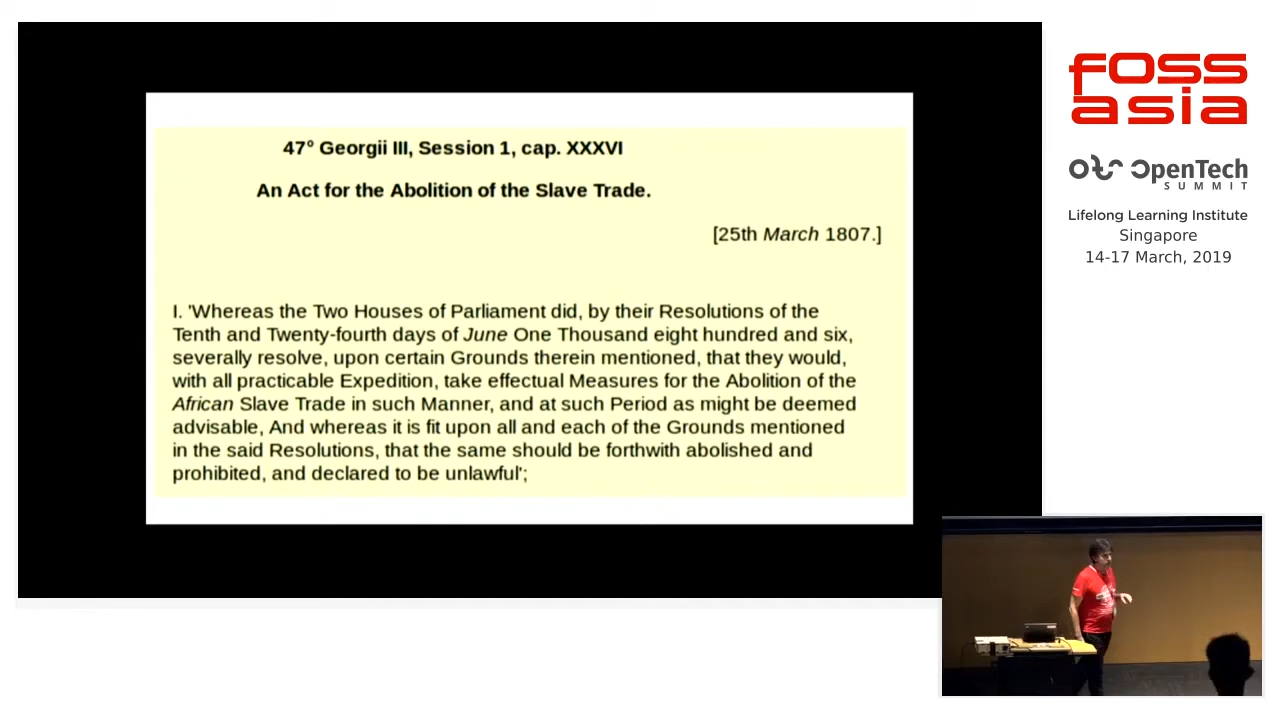 47° Georgii III, Session 1, cap. XXXVI
An Act for the Abolition of the Slave Trade.
[25th March 1807.]
I. 'Whereas the Two Houses of Parliament did, by their Resolutions of the
Tenth and Twenty-fourth days of June One Thousand eight hundred and six,
severally resolve, upon certain Grounds therein mentioned, that they would,
with all practicable Expedition, take effectual Measures for the Abolition of the
African Slave Trade in such Manner, and at such Period as might be deemed
advisable, And whereas it is fit upon all and each of the Grounds mentioned
in the said Resolutions, that the same should be forthwith abolished and
prohibited, and declared to be unlawful';
FOSS
asia
OpenTech
SUMMIT
Lifelong Learning Institute
Singapore
14-17 March, 2019